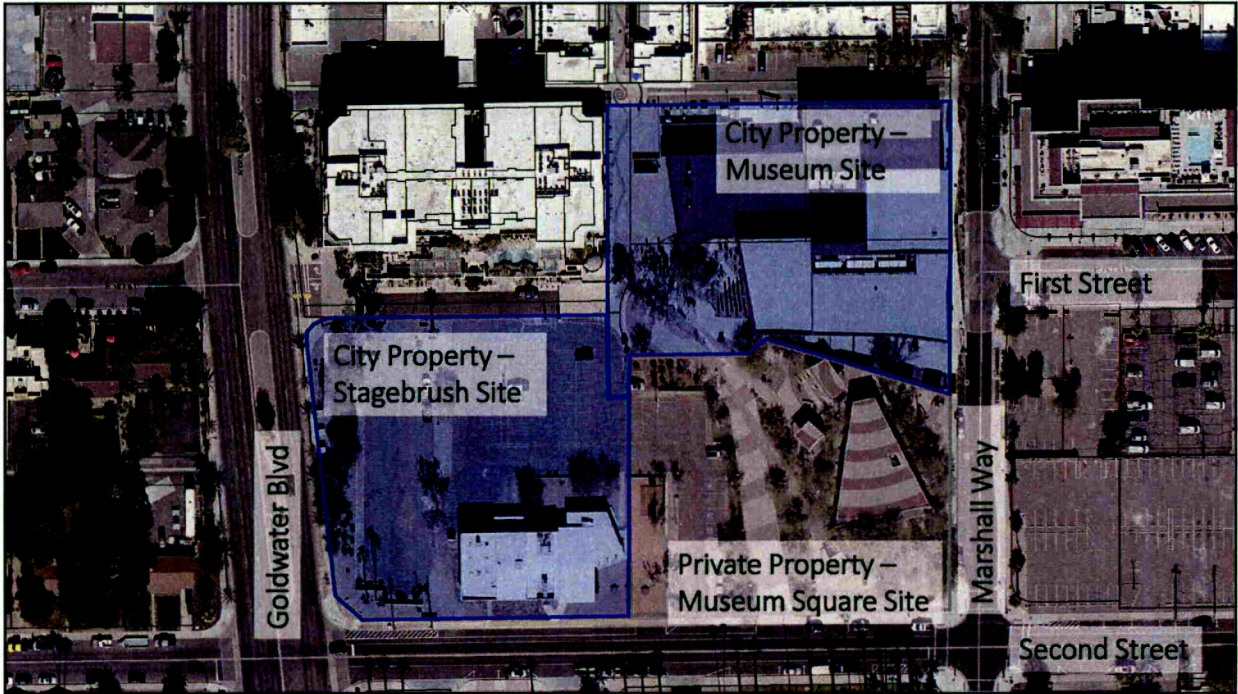 City Property –
Museum Site
First Street
City Property –
Stagebrush Site
Goldwater Blvd
Marshall Way
Private Property –
Museum Square Site
Second Street